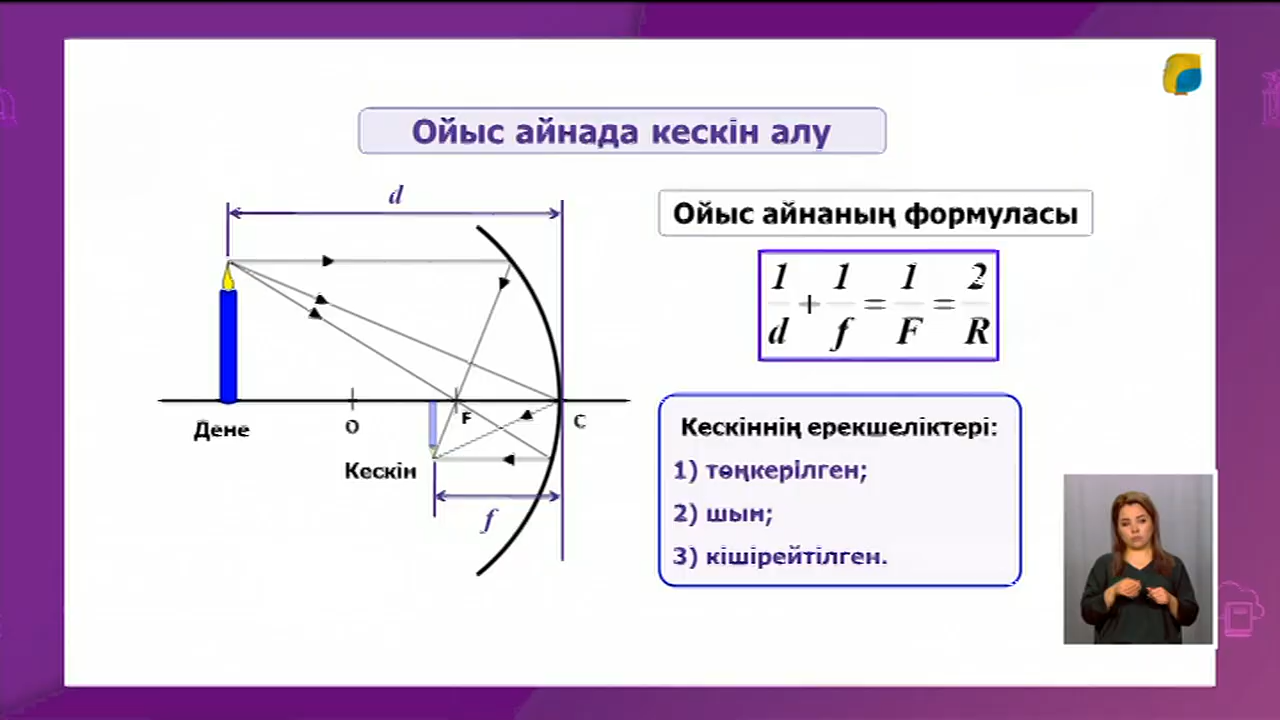 Ойыс айнада кескін алу
d
Ойыс айнаның формуласы
1/d + 1/f = 1/F = 2/R
Дене
O
F
C
Кескін
f
Кескіннің ерекшеліктері:
1) төңкерілген;
2) шын;
3) кішірейтілген.